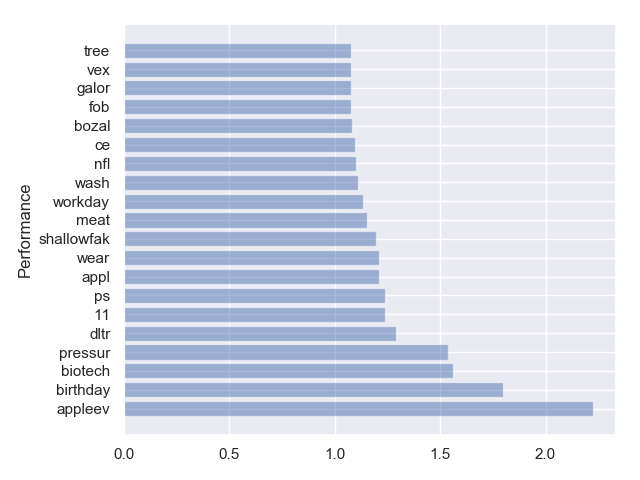 tree
vex
galor
fob
bozal
ce
nfl
wash
workday
meat
shallowfak
wear
appl
ps
11
dltr
pressur
biotech
birthday
appleev
Performance
0.0 0.5 1.0 1.5 2.0